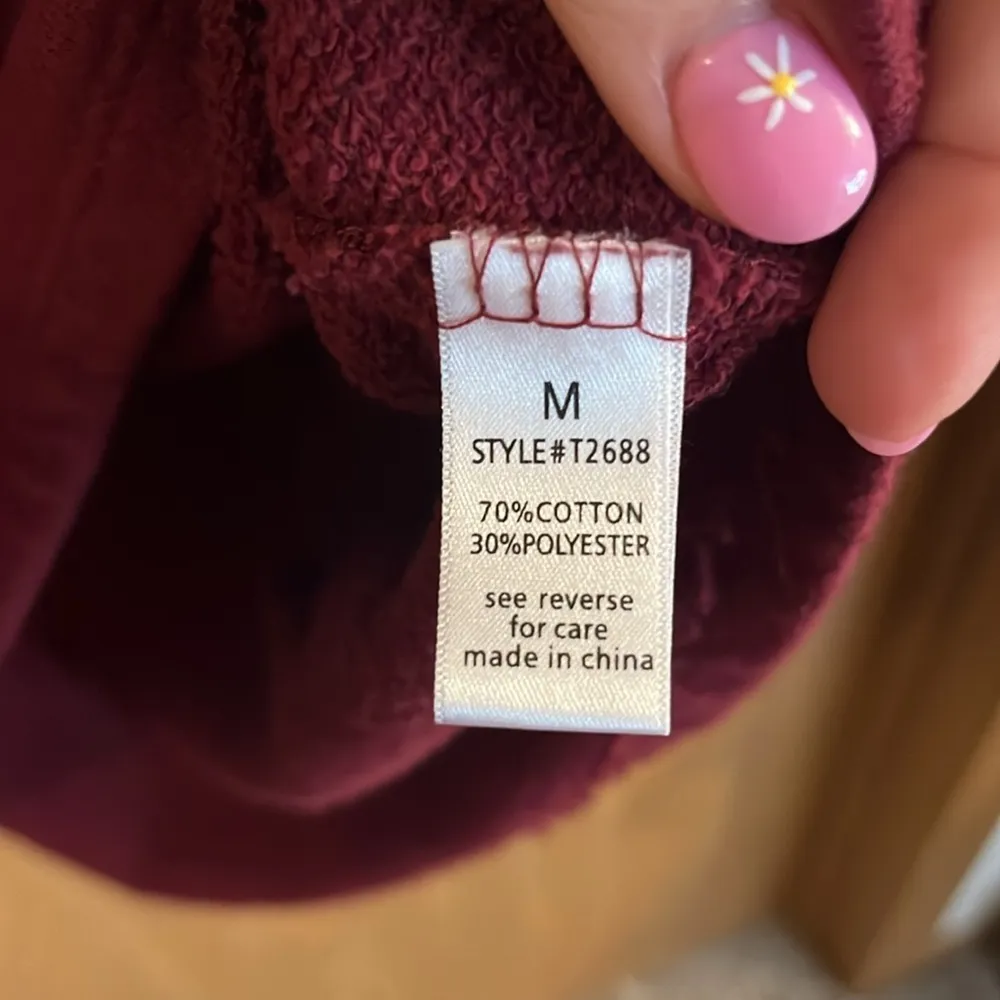 M
STYLE#T2688
70%COTTON
30%POLYESTER
see reverse
for care
made in china